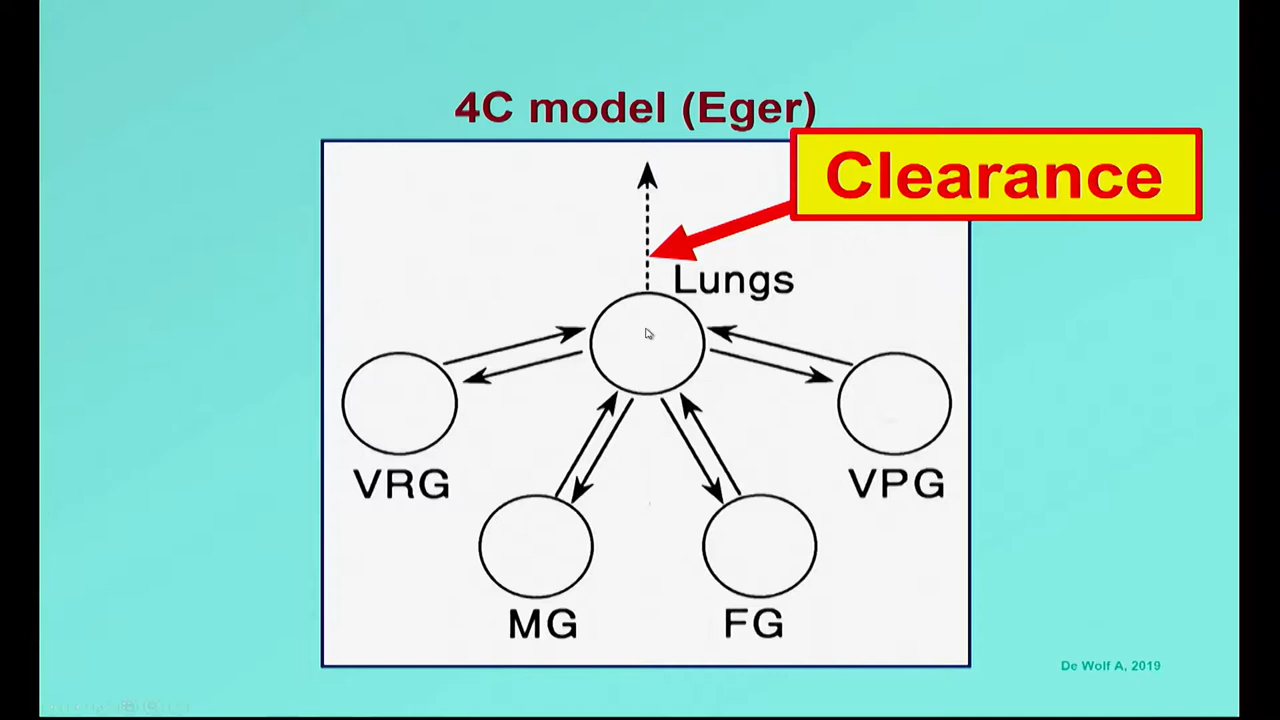 4C model (Eger)
Clearance
Lungs
VRG
VPG
MG
FG
De Wolf A, 2019